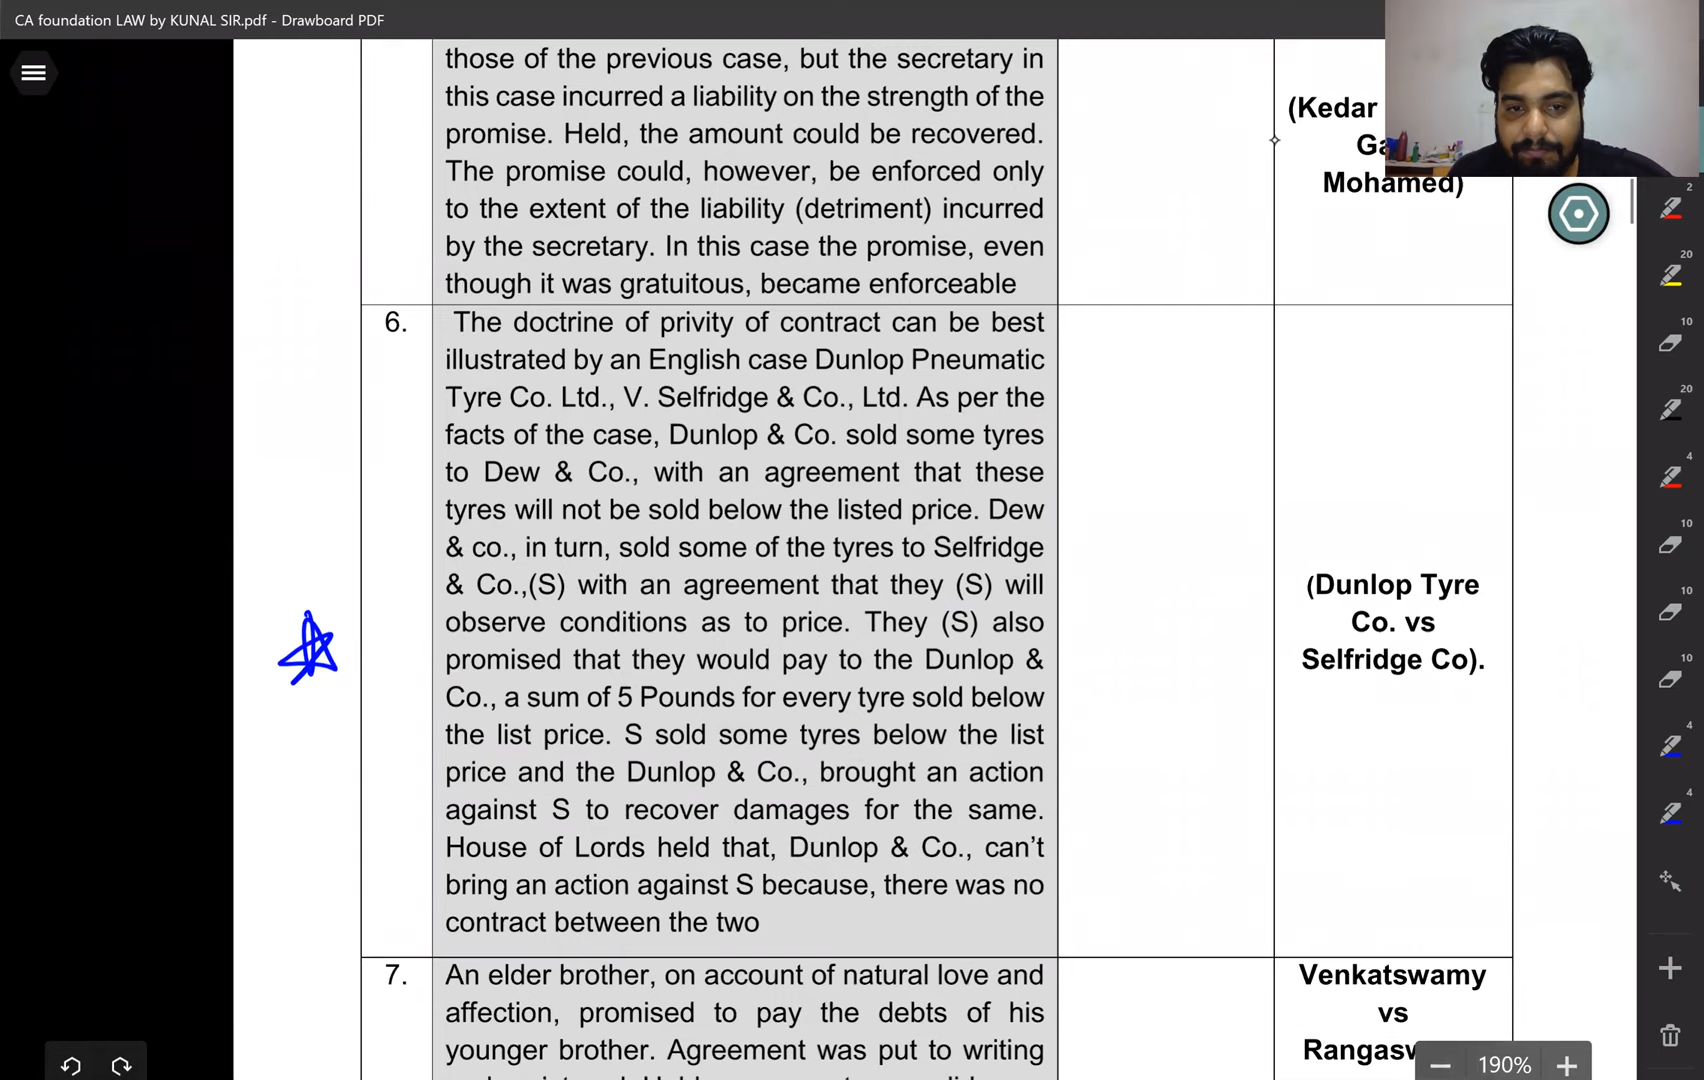 CA foundation LAW by KUNAL SIR.pdf - Drawboard PDF
those of the previous case, but the secretary in
this case incurred a liability on the strength of the
promise. Held, the amount could be recovered.
The promise could, however, be enforced only
to the extent of the liability (detriment) incurred
by the secretary. In this case the promise, even
though it was gratuitous, became enforceable
(Kedar
Mohamed)
6.
The doctrine of privity of contract can be best
illustrated by an English case Dunlop Pneumatic
Tyre Co. Ltd., V. Selfridge & Co., Ltd. As per the
facts of the case, Dunlop & Co. sold some tyres
to Dew & Co., with an agreement that these
tyres will not be sold below the listed price. Dew
& co., in turn, sold some of the tyres to Selfridge
& Co.,(S) with an agreement that they (S) will
observe conditions as to price. They (S) also
promised that they would pay to the Dunlop &
Co., a sum of 5 Pounds for every tyre sold below
the list price. S sold some tyres below the list
price and the Dunlop & Co., brought an action
against S to recover damages for the same.
House of Lords held that, Dunlop & Co., can't
bring an action against S because, there was no
contract between the two
(Dunlop Tyre
Co. vs
Selfridge Co).
7.
An elder brother, on account of natural love and
affection, promised to pay the debts of his
younger brother. Agreement was put to writing
Venkatswamy
vs
2
20
10
20
4
10
10
10
4
4
190%